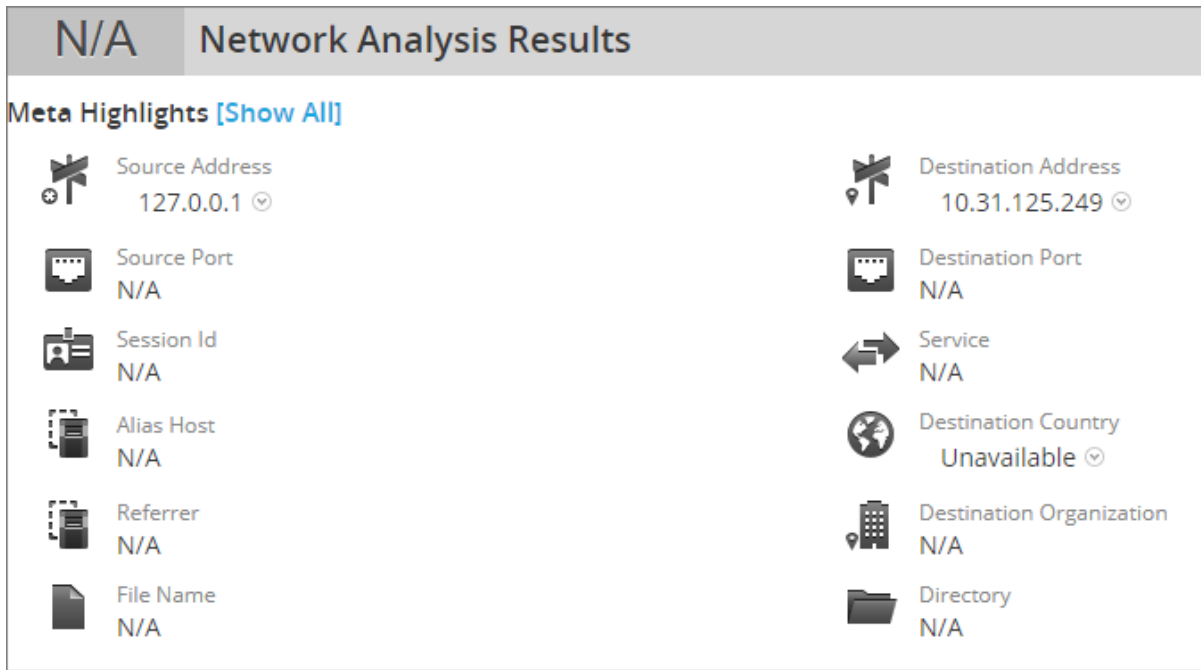 N/A Network Analysis Results
Meta Highlights [Show All]
Source Address
127.0.0.1
Destination Address
10.31.125.249
Source Port
N/A
Destination Port
N/A
Session Id
N/A
Service
N/A
Alias Host
N/A
Destination Country
Unavailable
Referrer
N/A
Destination Organization
N/A
File Name
N/A
Directory
N/A